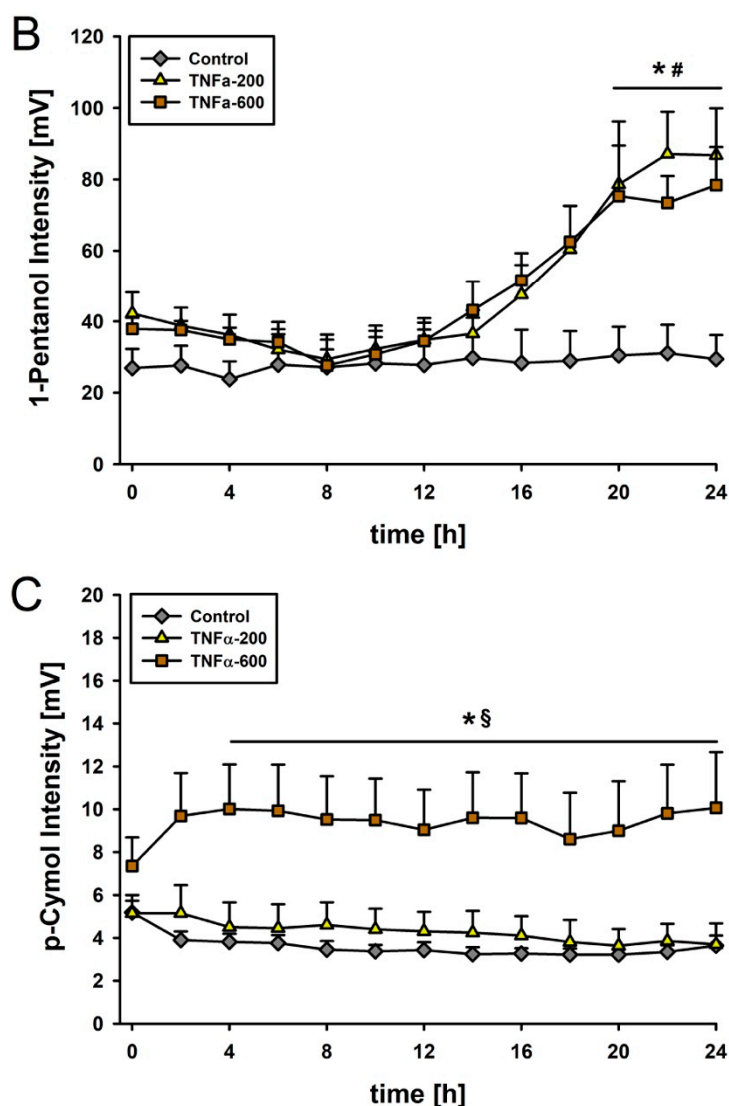 B
1-Pentanol Intensity [mV]
120
100
80
60
40
20
0
Control
TNFa-200
TNFa-600
* #
0 4 8 12 16 20 24
time [h]
C
p-Cymol Intensity [mV]
20
18
16
14
12
10
8
6
4
2
0
Control
TNFα-200
TNFα-600
* §
0 4 8 12 16 20 24
time [h]